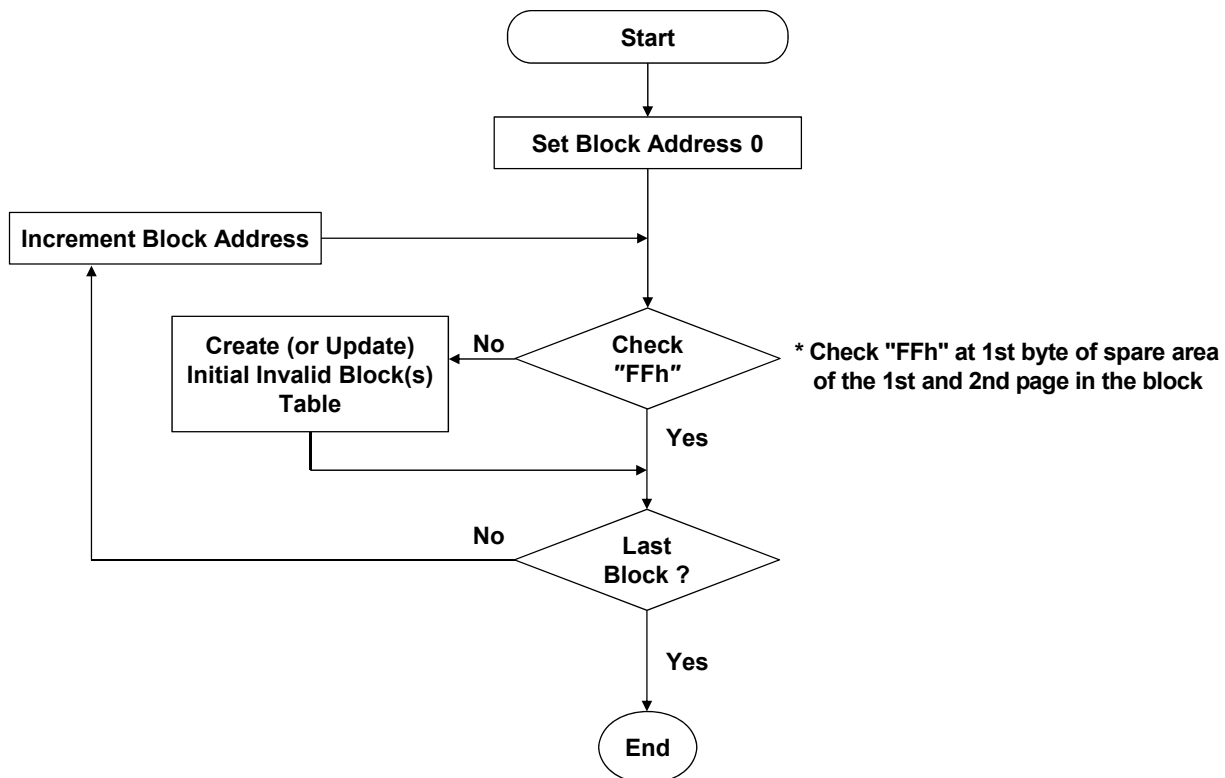 Start
Set Block Address 0
Increment Block Address
Create (or Update)
Initial Invalid Block(s)
Table
No
Check
"FFh"
* Check "FFh" at 1st byte of spare area
of the 1st and 2nd page in the block
Yes
No
Last
Block ?
Yes
End